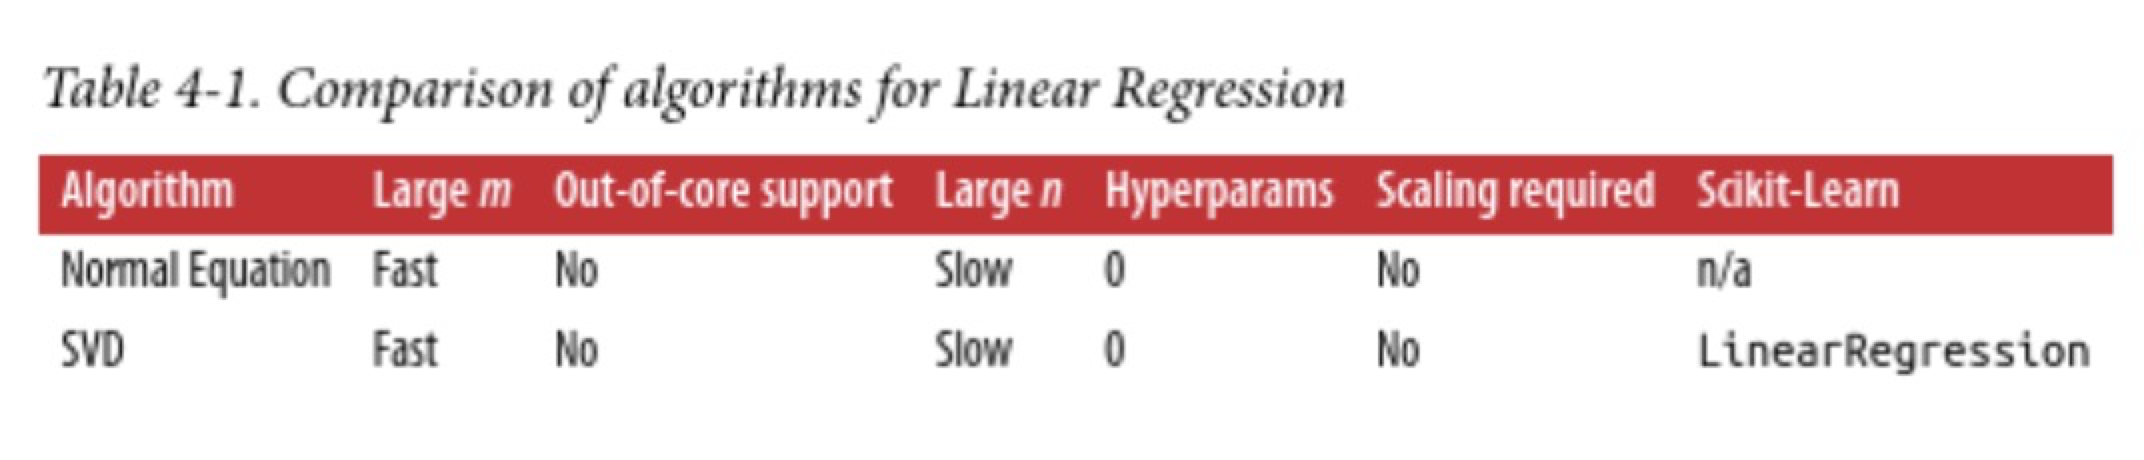 Table 4-1. Comparison of algorithms for Linear Regression
Algorithm Large m Out-of-core support Large n Hyperparams Scaling required Scikit-Learn
Normal Equation Fast No Slow 0 No n/a
SVD Fast No Slow 0 No LinearRegression